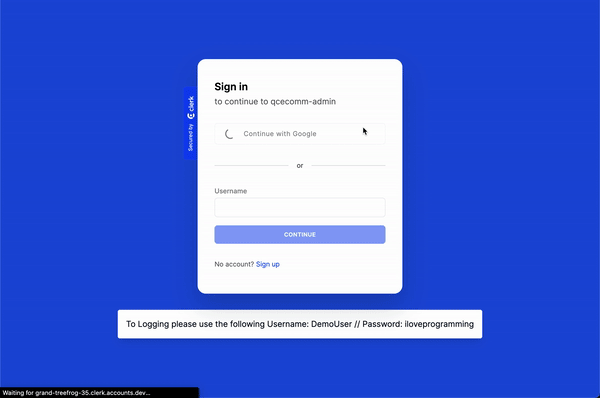 Sign in
to continue to qcecomm-admin
Secured by clerk
Continue with Google
or
Username
CONTINUE
No account? Sign up
To Logging please use the following Username: DemoUser // Password: iloveprogramming
Waiting for grand-treefrog-35.clerk.accounts.dev...